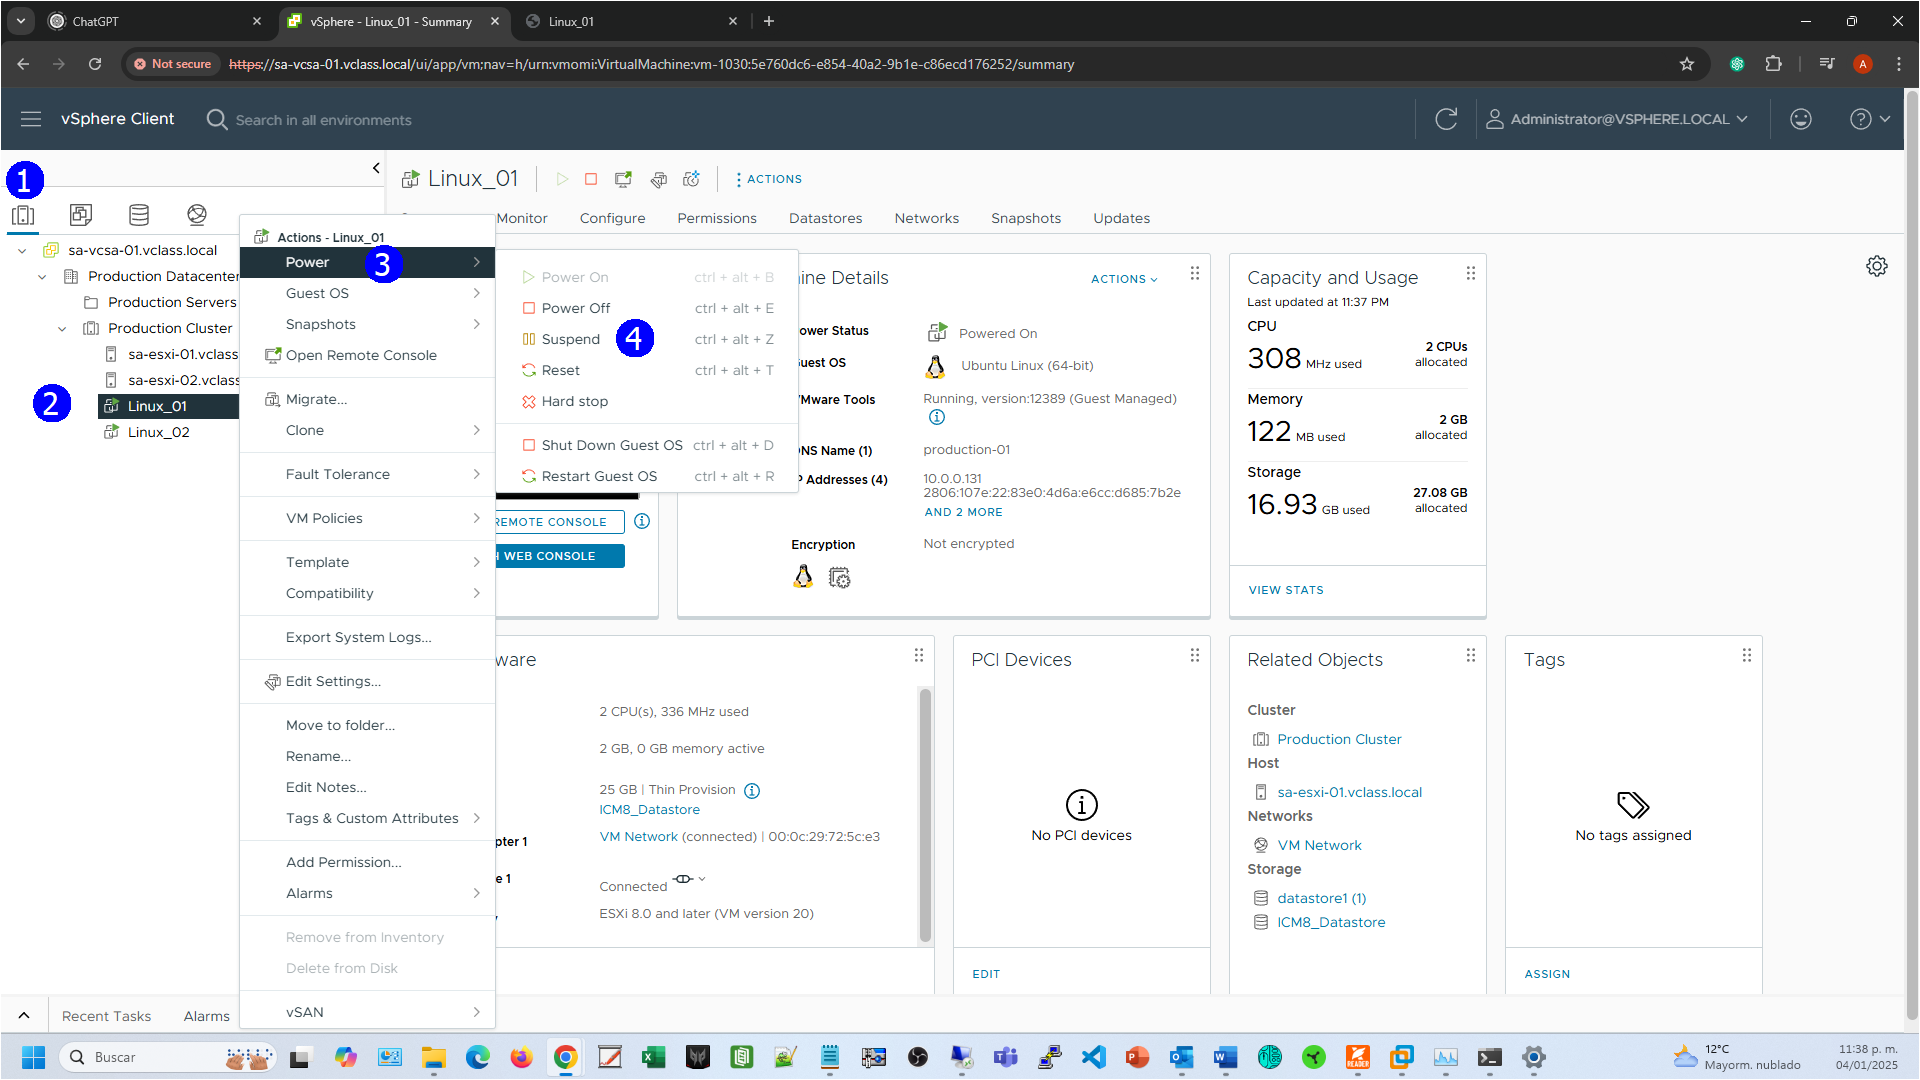 ChatGPT
vSphere - Linux_01 - Summary
Linux_01
Not secure
https://sa-vcsa-01.vclass.local/ui/app/vm;nav=h/urn:vmomi:VirtualMachine:vm-1030:5e760dc6-e854-40a2-9b1e-c86ecd176252/summary
A
vSphere Client
Search in all environments
Administrator@VSPHERE.LOCAL
1
Linux_01
ACTIONS
Monitor
Configure
Permissions
Datastores
Networks
Snapshots
Updates
sa-vcsa-01.vclass.local
Production Datacenter
Production Servers
Production Cluster
sa-esxi-01.vclass
sa-esxi-02.vclass
2
Linux_01
Linux_02
Actions - Linux_01
Power
3
Guest OS
Snapshots
Open Remote Console
Migrate...
Clone
Fault Tolerance
VM Policies
Template
Compatibility
Export System Logs...
Edit Settings...
Move to folder...
Rename...
Edit Notes...
Tags & Custom Attributes
Add Permission...
Alarms
Remove from Inventory
Delete from Disk
vSAN
Power On ctrl + alt + B
Power Off ctrl + alt + E
Suspend 4 ctrl + alt + Z
Reset ctrl + alt + T
Hard stop
Shut Down Guest OS ctrl + alt + D
Restart Guest OS ctrl + alt + R
REMOTE CONSOLE
H WEB CONSOLE
ine Details
ACTIONS
ower Status
Powered On
uest OS
Ubuntu Linux (64-bit)
VMware Tools
Running, version:12389 (Guest Managed)
NS Name (1)
production-01
P Addresses (4)
10.0.0.131
2806:107e:22:83e0:4d6a:e6cc:d685:7b2e
AND 2 MORE
Encryption
Not encrypted
Capacity and Usage
Last updated at 11:37 PM
CPU
308 MHz used
2 CPUs
allocated
Memory
122 MB used
2 GB
allocated
Storage
16.93 GB used
27.08 GB
allocated
VIEW STATS
ware
2 CPU(s), 336 MHz used
2 GB, 0 GB memory active
25 GB | Thin Provision
ICM8_Datastore
pter 1
VM Network (connected) | 00:0c:29:72:5c:e3
e 1
Connected
ESXi 8.0 and later (VM version 20)
PCI Devices
No PCI devices
EDIT
Related Objects
Cluster
Production Cluster
Host
sa-esxi-01.vclass.local
Networks
VM Network
Storage
datastore1 (1)
ICM8_Datastore
Tags
No tags assigned
ASSIGN
Recent Tasks
Alarms
Buscar
12°C
Mayorm. nublado
11:38 p. m.
04/01/2025